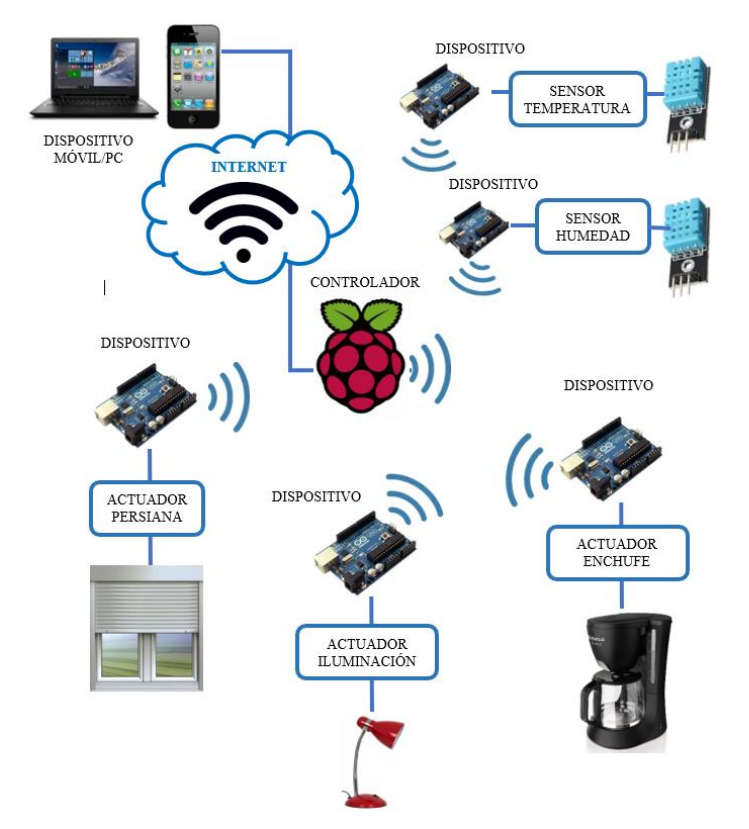 DISPOSITIVO
MÓVIL/PC
INTERNET
DISPOSITIVO
SENSOR
TEMPERATURA
DISPOSITIVO
SENSOR
HUMEDAD
CONTROLADOR
DISPOSITIVO
ACTUADOR
PERSIANA
DISPOSITIVO
ACTUADOR
ILUMINACIÓN
DISPOSITIVO
ACTUADOR
ENCHUFE